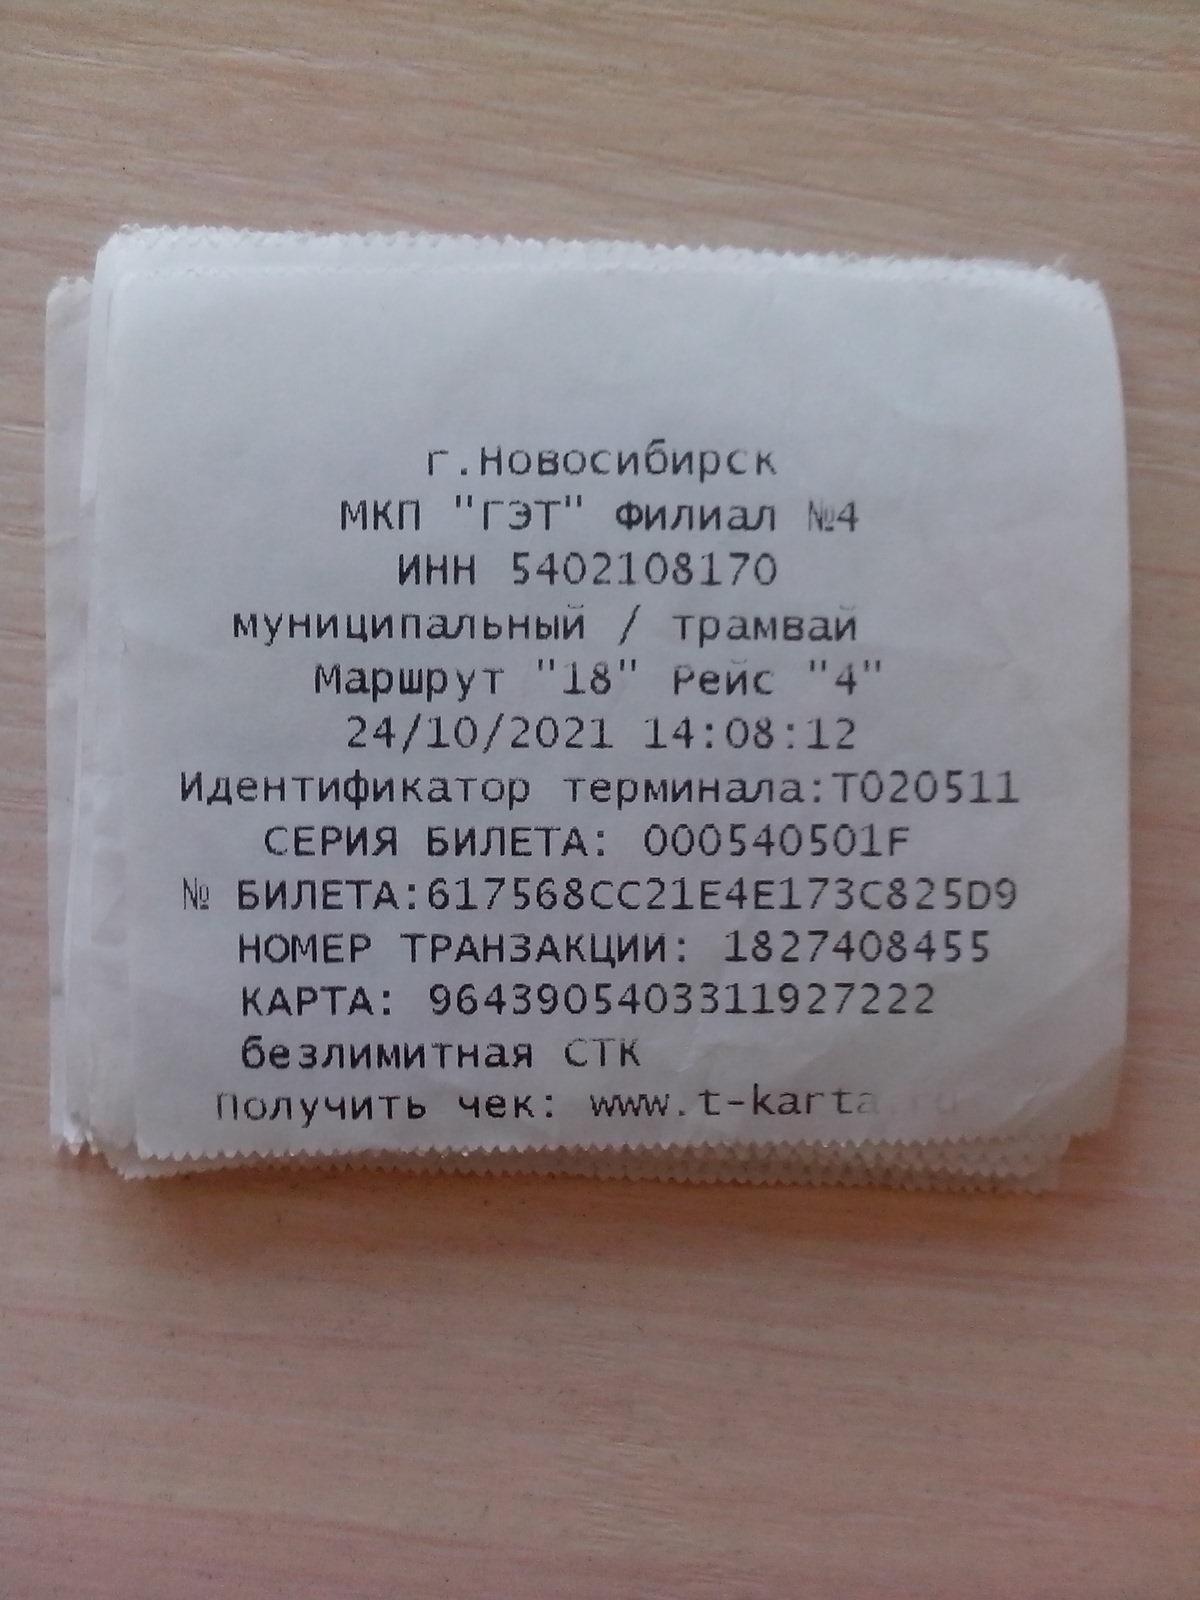 г.Новосибирск
МКП "ГЭТ" Филиал №4
ИНН 5402108170
муниципальный / трамвай
Маршрут "18" Рейс "4"
24/10/2021 14:08:12
Идентификатор терминала:Т020511
СЕРИЯ БИЛЕТА: 000540501F
№ БИЛЕТА:617568CC21E4E173C825D9
НОМЕР ТРАНЗАКЦИИ: 1827408455
КАРТА: 9643905403311927222
безлимитная СТК
Получить чек: www.t-karta.ru